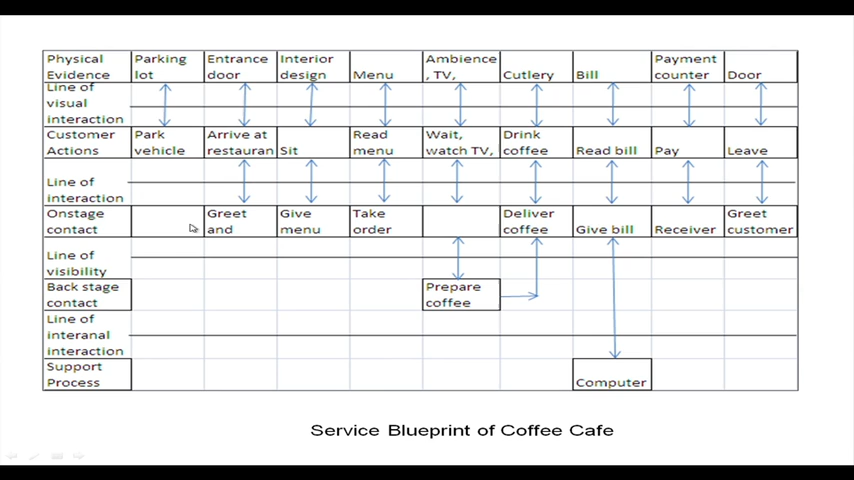 Physical Evidence
Parking lot
Entrance door
Interior design
Menu
Ambience , TV,
Cutlery
Bill
Payment counter
Door
Line of visual interaction
Customer Actions
Park vehicle
Arrive at restauran
Sit
Read menu
Wait, watch TV,
Drink coffee
Read bill
Pay
Leave
Line of interaction
Onstage contact
Greet and
Give menu
Take order
Deliver coffee
Give bill
Receiver
Greet customer
Line of visibility
Back stage contact
Prepare coffee
Line of interanal interaction
Support Process
Computer
Service Blueprint of Coffee Cafe